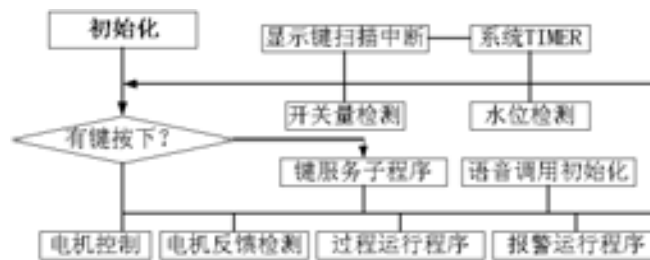 初始化
显示键扫描中断
系统TIMER
开关量检测
水位检测
有键按下？
键服务子程序
语音调用初始化
电机控制
电机反馈检测
过程运行程序
报警运行程序